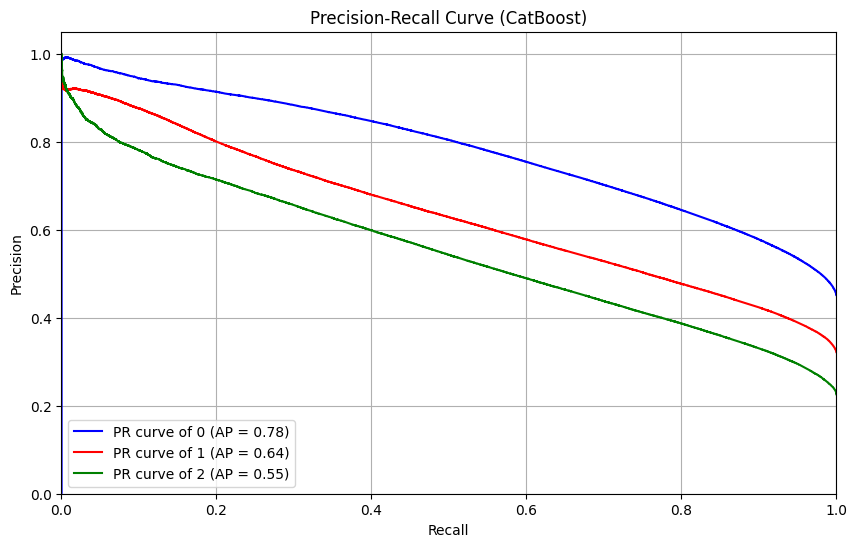 Precision-Recall Curve (CatBoost)
1.0
0.8
0.6
0.4
0.2
0.0
Precision
PR curve of 0 (AP = 0.78)
PR curve of 1 (AP = 0.64)
PR curve of 2 (AP = 0.55)
0.0 0.2 0.4 0.6 0.8 1.0
Recall